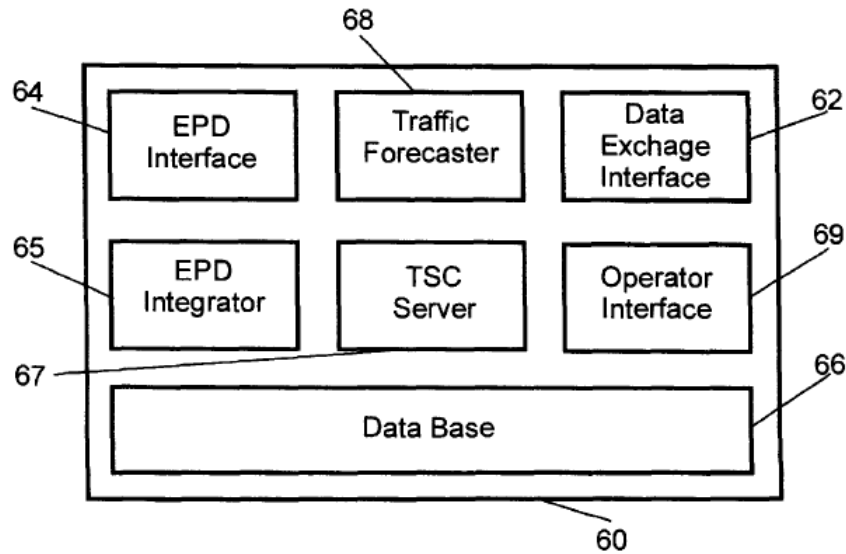 68
64
62
EPD
Interface
Traffic
Forecaster
Data
Exchage
Interface
65
69
EPD
Integrator
TSC
Server
Operator
Interface
67
66
Data Base
60